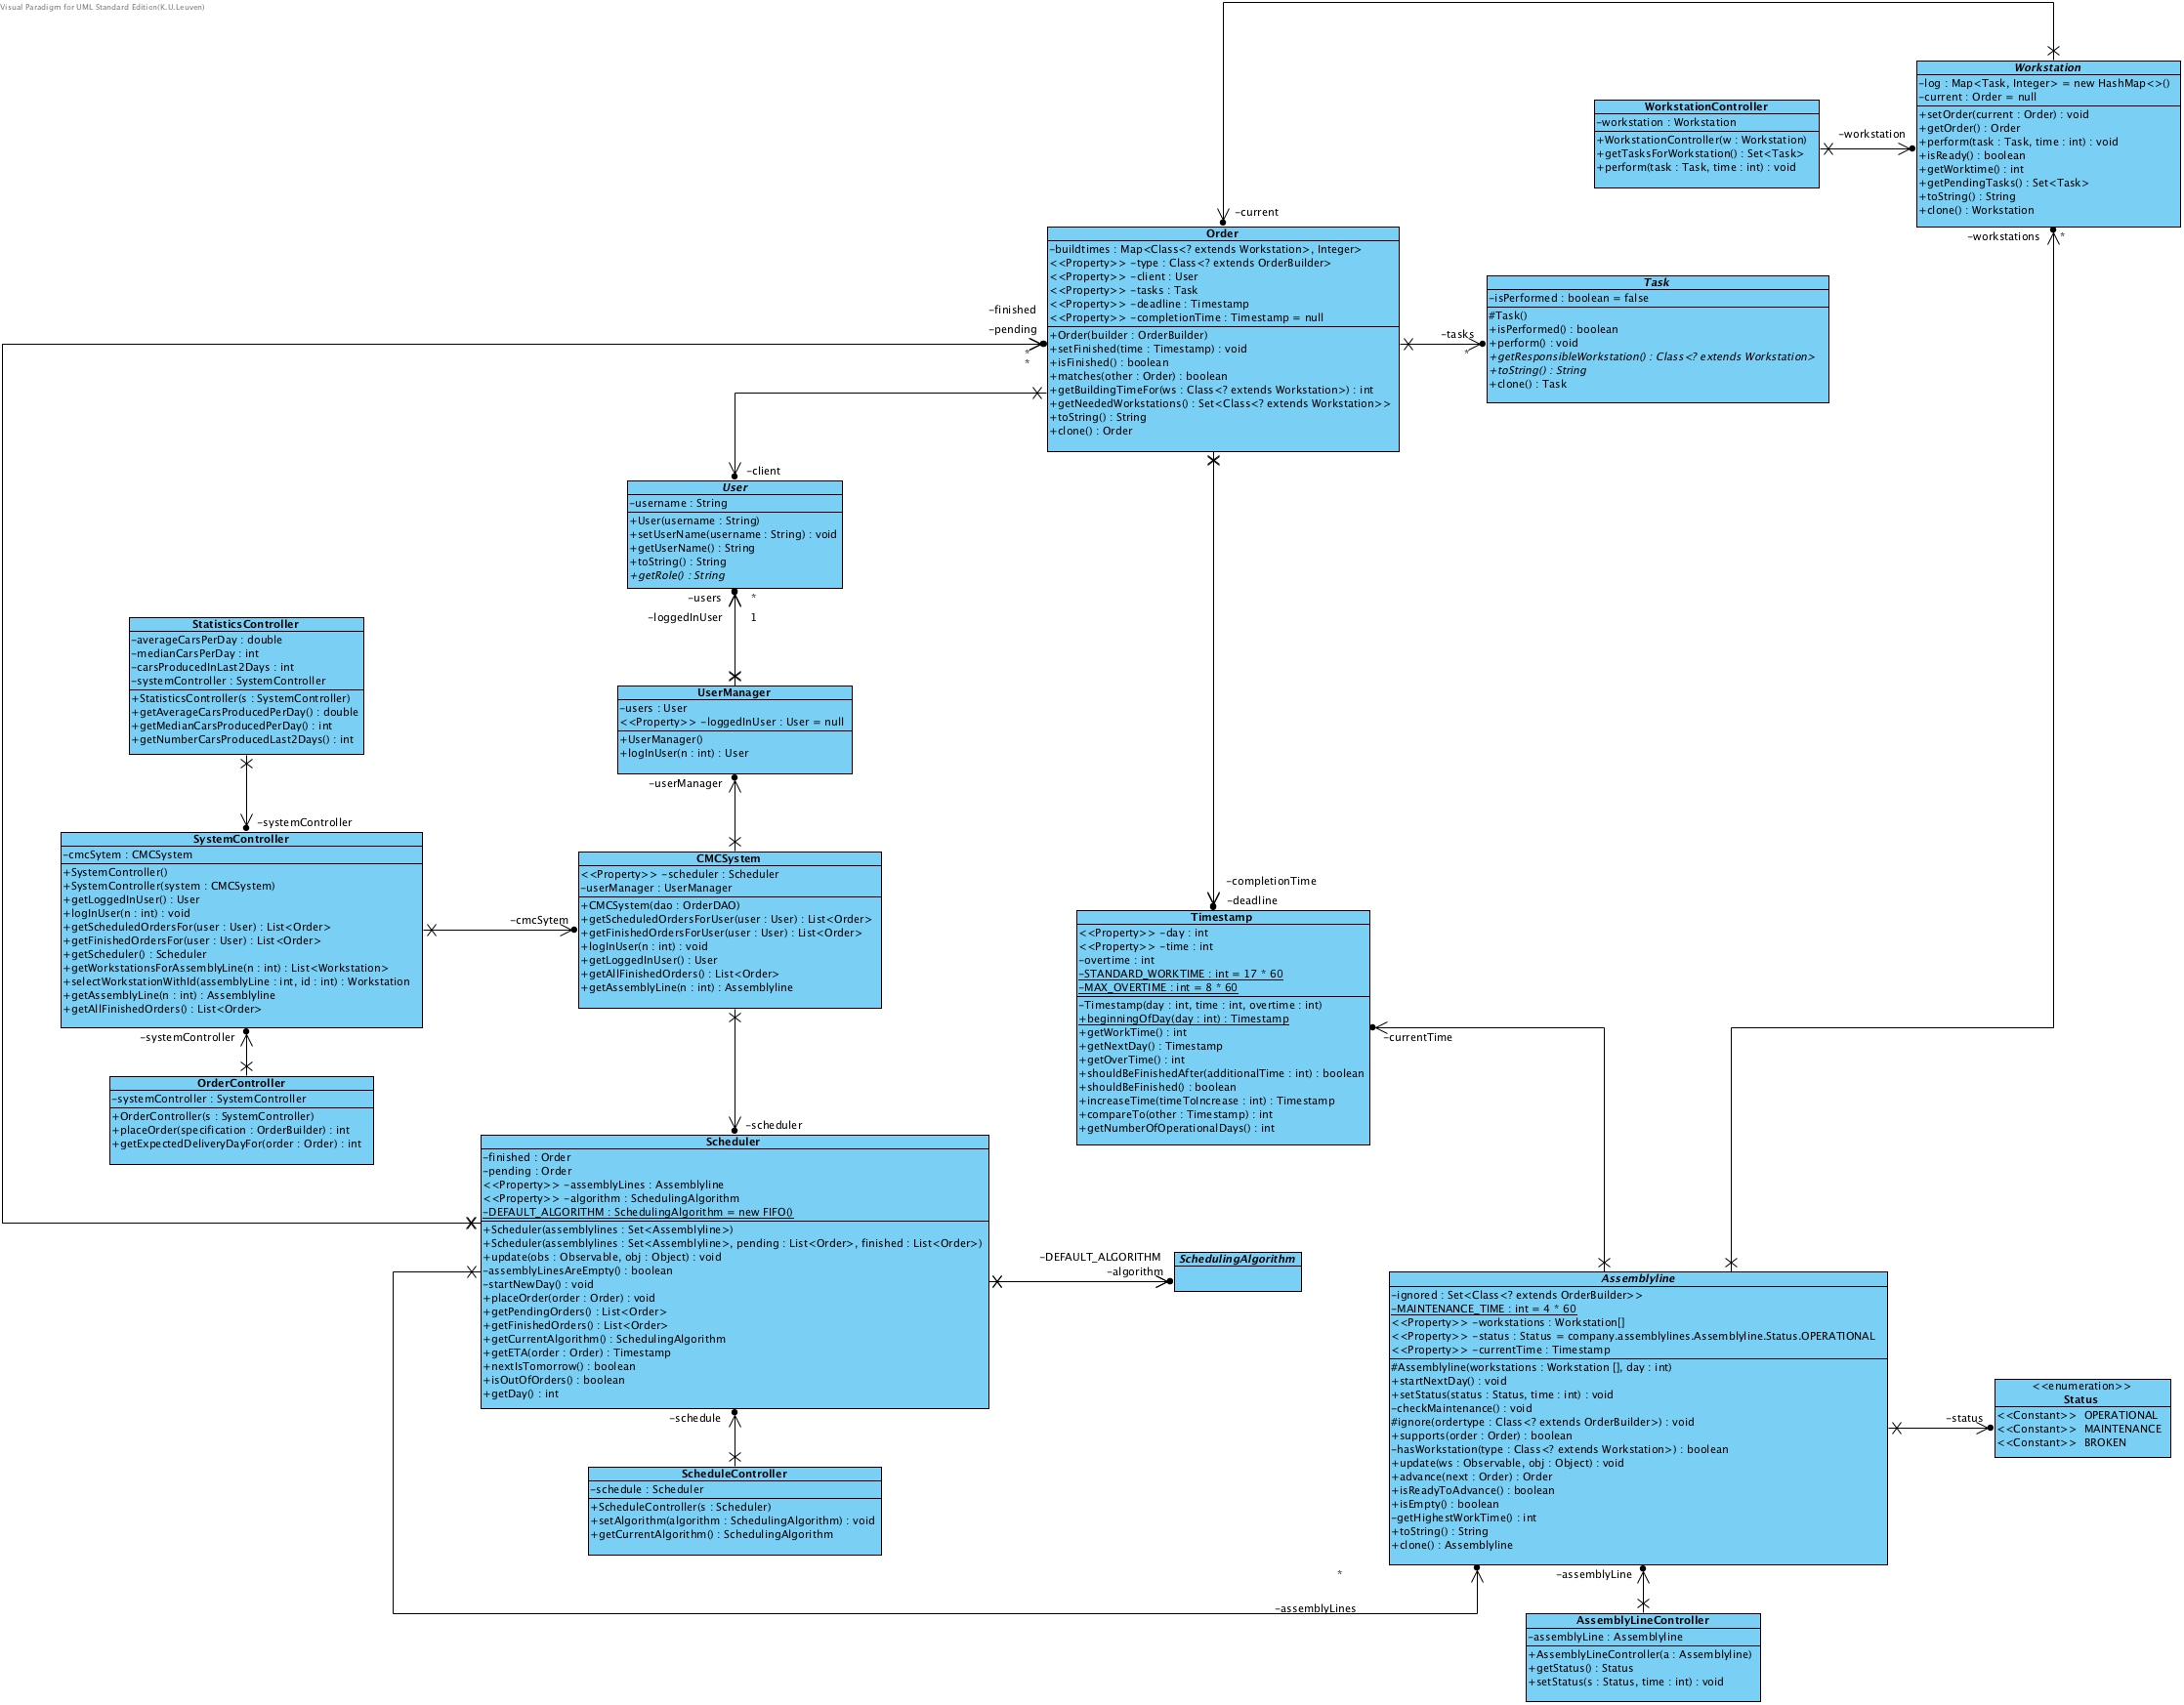 Visual Paradigm for UML Standard Edition(K.U.Leuven)
Workstation
-log : Map<Task, Integer> = new HashMap<>()
-current : Order = null
+setOrder(current : Order) : void
+getOrder() : Order
+perform(task : Task, time : int) : void
+isReady() : boolean
+getWorktime() : int
+getPendingTasks() : Set<Task>
+toString() : String
+clone() : Workstation
WorkstationController
-workstation : Workstation
+WorkstationController(w : Workstation)
+getTasksForWorkstation() : Set<Task>
+perform(task : Task, time : int) : void
-workstation
-workstations
*
-current
Order
-buildtimes : Map<Class<? extends Workstation>, Integer>
<<Property>> -type : Class<? extends OrderBuilder>
<<Property>> -client : User
<<Property>> -tasks : Task
<<Property>> -deadline : Timestamp
<<Property>> -completionTime : Timestamp = null
+Order(builder : OrderBuilder)
+setFinished(time : Timestamp) : void
+isFinished() : boolean
+matches(other : Order) : boolean
+getBuildingTimeFor(ws : Class<? extends Workstation>) : int
+getNeededWorkstations() : Set<Class<? extends Workstation>>
+toString() : String
+clone() : Order
-finished
-pending
*
*
-tasks
*
Task
-isPerformed : boolean = false
#Task()
+isPerformed() : boolean
+perform() : void
+getResponsibleWorkstation() : Class<? extends Workstation>
+toString() : String
+clone() : Task
-client
User
-username : String
+User(username : String)
+setUserName(username : String) : void
+getUserName() : String
+toString() : String
+getRole() : String
-users
*
-loggedInUser
1
StatisticsController
-averageCarsPerDay : double
-medianCarsPerDay : int
-carsProducedInLast2Days : int
-systemController : SystemController
+StatisticsController(s : SystemController)
+getAverageCarsProducedPerDay() : double
+getMedianCarsProducedPerDay() : int
+getNumberCarsProducedLast2Days() : int
UserManager
-users : User
<<Property>> -loggedInUser : User = null
+UserManager()
+logInUser(n : int) : User
-userManager
-systemController
SystemController
-cmcSytem : CMCSystem
+SystemController()
+SystemController(system : CMCSystem)
+getLoggedInUser() : User
+logInUser(n : int) : void
+getScheduledOrdersFor(user : User) : List<Order>
+getFinishedOrdersFor(user : User) : List<Order>
+getScheduler() : Scheduler
+getWorkstationsForAssemblyLine(n : int) : List<Workstation>
+selectWorkstationWithId(assemblyLine : int, id : int) : Workstation
+getAssemblyLine(n : int) : Assemblyline
+getAllFinishedOrders() : List<Order>
-cmcSytem
CMCSystem
<<Property>> -scheduler : Scheduler
-userManager : UserManager
+CMCSystem(dao : OrderDAO)
+getScheduledOrdersForUser(user : User) : List<Order>
+getFinishedOrdersForUser(user : User) : List<Order>
+logInUser(n : int) : void
+getLoggedInUser() : User
+getAllFinishedOrders() : List<Order>
+getAssemblyLine(n : int) : Assemblyline
-completionTime
-deadline
Timestamp
<<Property>> -day : int
<<Property>> -time : int
-overtime : int
-STANDARD_WORKTIME : int = 17 * 60
-MAX_OVERTIME : int = 8 * 60
-Timestamp(day : int, time : int, overtime : int)
+beginningOfDay(day : int) : Timestamp
+getWorkTime() : int
+getNextDay() : Timestamp
+getOverTime() : int
+shouldBeFinishedAfter(additionalTime : int) : boolean
+shouldBeFinished() : boolean
+increaseTime(timeToIncrease : int) : Timestamp
+compareTo(other : Timestamp) : int
+getNumberOfOperationalDays() : int
-currentTime
-systemController
OrderController
-systemController : SystemController
+OrderController(s : SystemController)
+placeOrder(specification : OrderBuilder) : int
+getExpectedDeliveryDayFor(order : Order) : int
-scheduler
Scheduler
-finished : Order
-pending : Order
<<Property>> -assemblyLines : Assemblyline
<<Property>> -algorithm : SchedulingAlgorithm
-DEFAULT_ALGORITHM : SchedulingAlgorithm = new FIFO()
+Scheduler(assemblylines : Set<Assemblyline>)
+Scheduler(assemblylines : Set<Assemblyline>, pending : List<Order>, finished : List<Order>)
+update(obs : Observable, obj : Object) : void
-assemblyLinesAreEmpty() : boolean
-startNewDay() : void
+placeOrder(order : Order) : void
+getPendingOrders() : List<Order>
+getFinishedOrders() : List<Order>
+getCurrentAlgorithm() : SchedulingAlgorithm
+getETA(order : Order) : Timestamp
+nextIsTomorrow() : boolean
+isOutOfOrders() : boolean
+getDay() : int
-DEFAULT_ALGORITHM
-algorithm
SchedulingAlgorithm
Assemblyline
-ignored : Set<Class<? extends OrderBuilder>>
-MAINTENANCE_TIME : int = 4 * 60
<<Property>> -workstations : Workstation[]
<<Property>> -status : Status = company.assemblylines.Assemblyline.Status.OPERATIONAL
<<Property>> -currentTime : Timestamp
#Assemblyline(workstations : Workstation [], day : int)
+startNextDay() : void
+setStatus(status : Status, time : int) : void
-checkMaintenance() : void
#ignore(ordertype : Class<? extends OrderBuilder>) : void
+supports(order : Order) : boolean
-hasWorkstation(type : Class<? extends Workstation>) : boolean
+update(ws : Observable, obj : Object) : void
+advance(next : Order) : Order
+isReadyToAdvance() : boolean
+isEmpty() : boolean
-getHighestWorkTime() : int
+toString() : String
+clone() : Assemblyline
-status
<<enumeration>>
Status
<<Constant>> OPERATIONAL
<<Constant>> MAINTENANCE
<<Constant>> BROKEN
-schedule
ScheduleController
-schedule : Scheduler
+ScheduleController(s : Scheduler)
+setAlgorithm(algorithm : SchedulingAlgorithm) : void
+getCurrentAlgorithm() : SchedulingAlgorithm
*
-assemblyLines
-assemblyLine
AssemblyLineController
-assemblyLine : Assemblyline
+AssemblyLineController(a : Assemblyline)
+getStatus() : Status
+setStatus(s : Status, time : int) : void